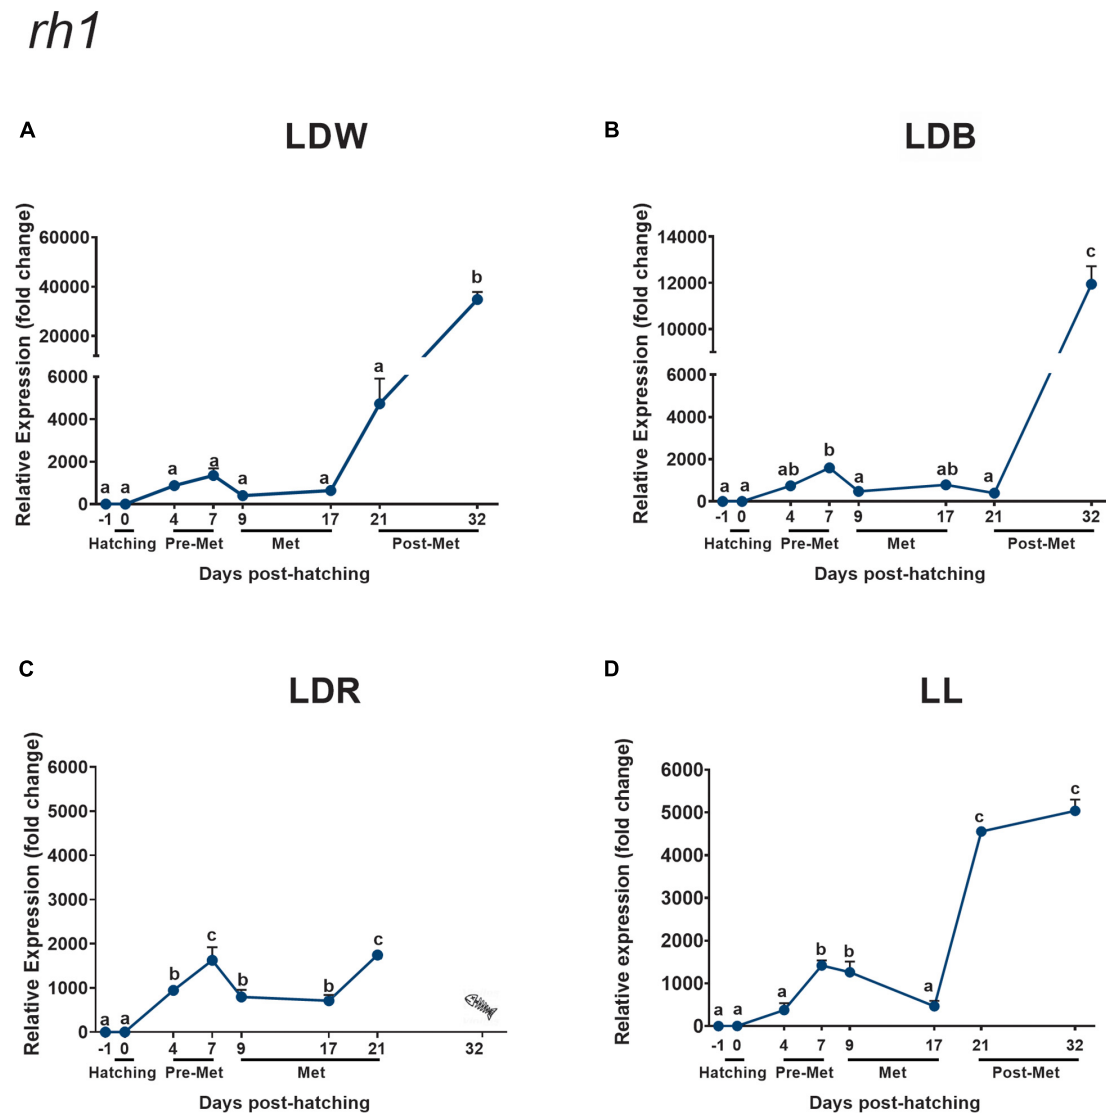 rh1
A
LDW
Relative Expression (fold change)
60000
40000
20000
6000
4000
2000
0
a a a a a a a b
-1 0 4 7 9 17 21 32
Hatching Pre-Met Met Post-Met
Days post-hatching
B
LDB
Relative Expression (fold change)
14000
12000
10000
6000
4000
2000
0
a a ab b a ab a c
-1 0 4 7 9 17 21 32
Hatching Pre-Met Met Post-Met
Days post-hatching
C
LDR
Relative Expression (fold change)
6000
5000
4000
3000
2000
1000
0
a a b c b b c
-1 0 4 7 9 17 21 32
Hatching Pre-Met Met
Days post-hatching
D
LL
Relative expression (fold change)
6000
5000
4000
3000
2000
1000
0
a a a b b a c c
-1 0 4 7 9 17 21 32
Hatching Pre-Met Met Post-Met
Days post-hatching